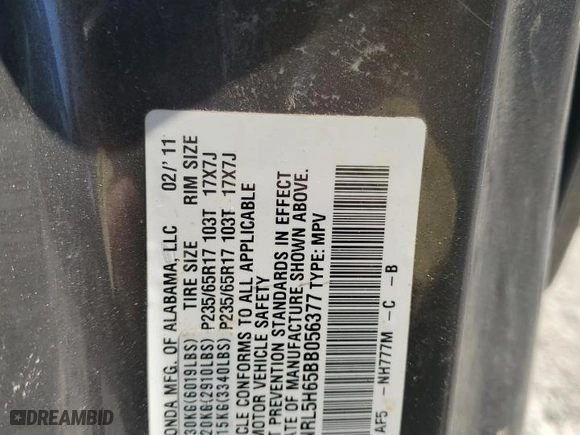 ONDA MFG. OF ALABAMA, LLC 02/'11
TIRE SIZE RIM SIZE
30KG(6019LBS)
20KG(2910LBS) P235/65R17 103T 17X7J
15KG(3340LBS) P235/65R17 103T 17X7J
CLE CONFORMS TO ALL APPLICABLE
MOTOR VEHICLE SAFETY
PREVENTION STANDARDS IN EFFECT
E OF MANUFACTURE SHOWN ABOVE.
NRL5H65BB056377 TYPE: MPV
AF5 -NH777M -C -B
DREAMBID.COM